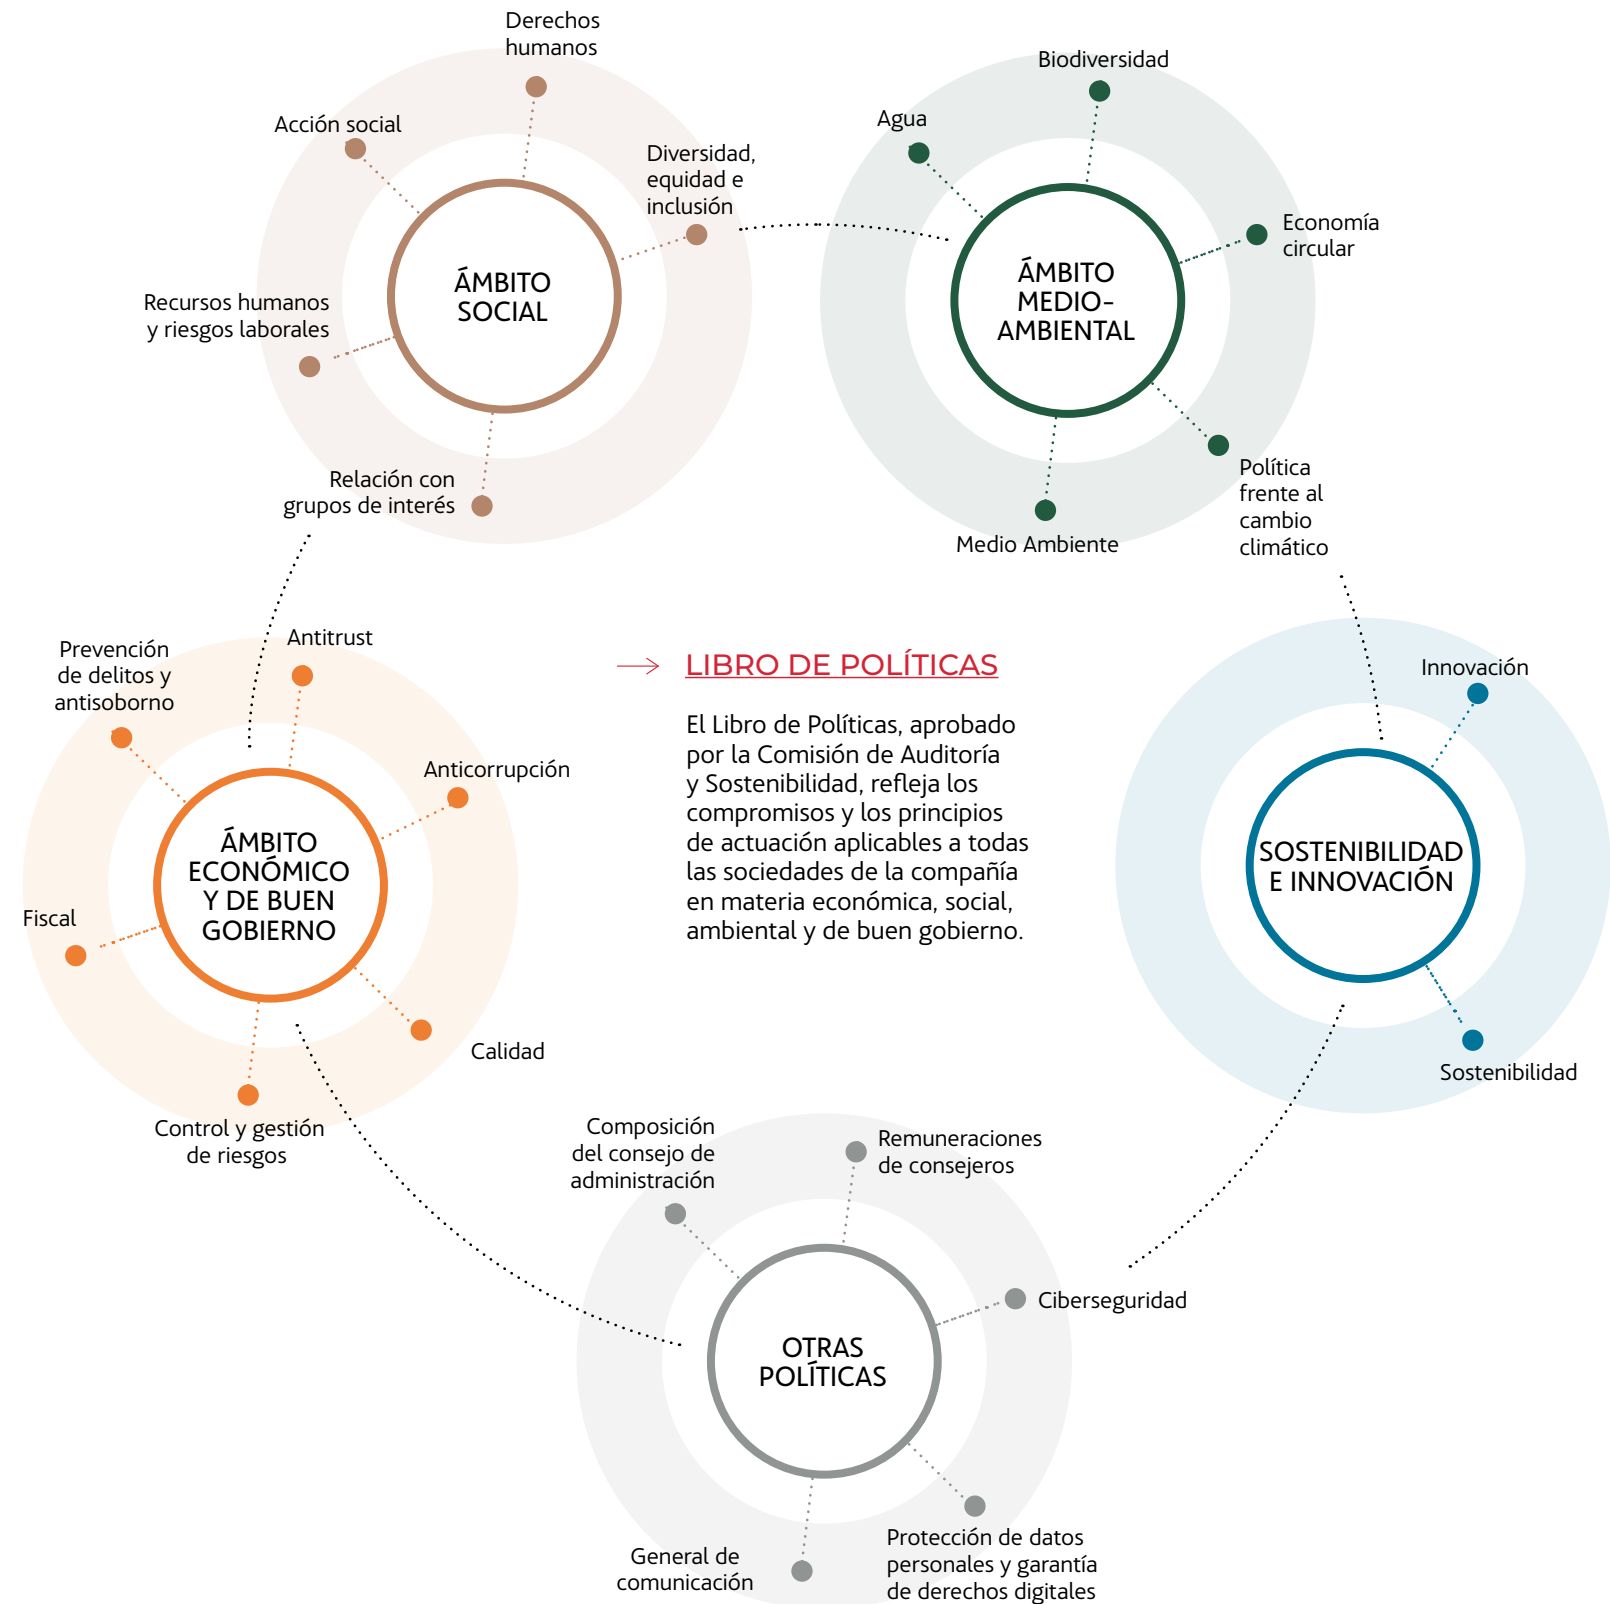 Derechos
humanos
Acción social
Diversidad,
equidad e
inclusión
ÁMBITO
SOCIAL
Recursos humanos
y riesgos laborales
Relación con
grupos de interés
Biodiversidad
Agua
Economía
circular
ÁMBITO
MEDIO-
AMBIENTAL
Política
frente al
cambio
climático
Medio Ambiente
Prevención
de delitos y
antisoborno
Antitrust
Anticorrupción
ÁMBITO
ECONÓMICO
Y DE BUEN
GOBIERNO
Fiscal
Calidad
Control y gestión
de riesgos
→ LIBRO DE POLÍTICAS
El Libro de Políticas, aprobado
por la Comisión de Auditoría
y Sostenibilidad, refleja los
compromisos y los principios
de actuación aplicables a todas
las sociedades de la compañía
en materia económica, social,
ambiental y de buen gobierno.
Innovación
SOSTENIBILIDAD
E INNOVACIÓN
Sostenibilidad
Composición
del consejo de
administración
Remuneraciones
de consejeros
Ciberseguridad
OTRAS
POLÍTICAS
General de
comunicación
Protección de datos
personales y garantía
de derechos digitales